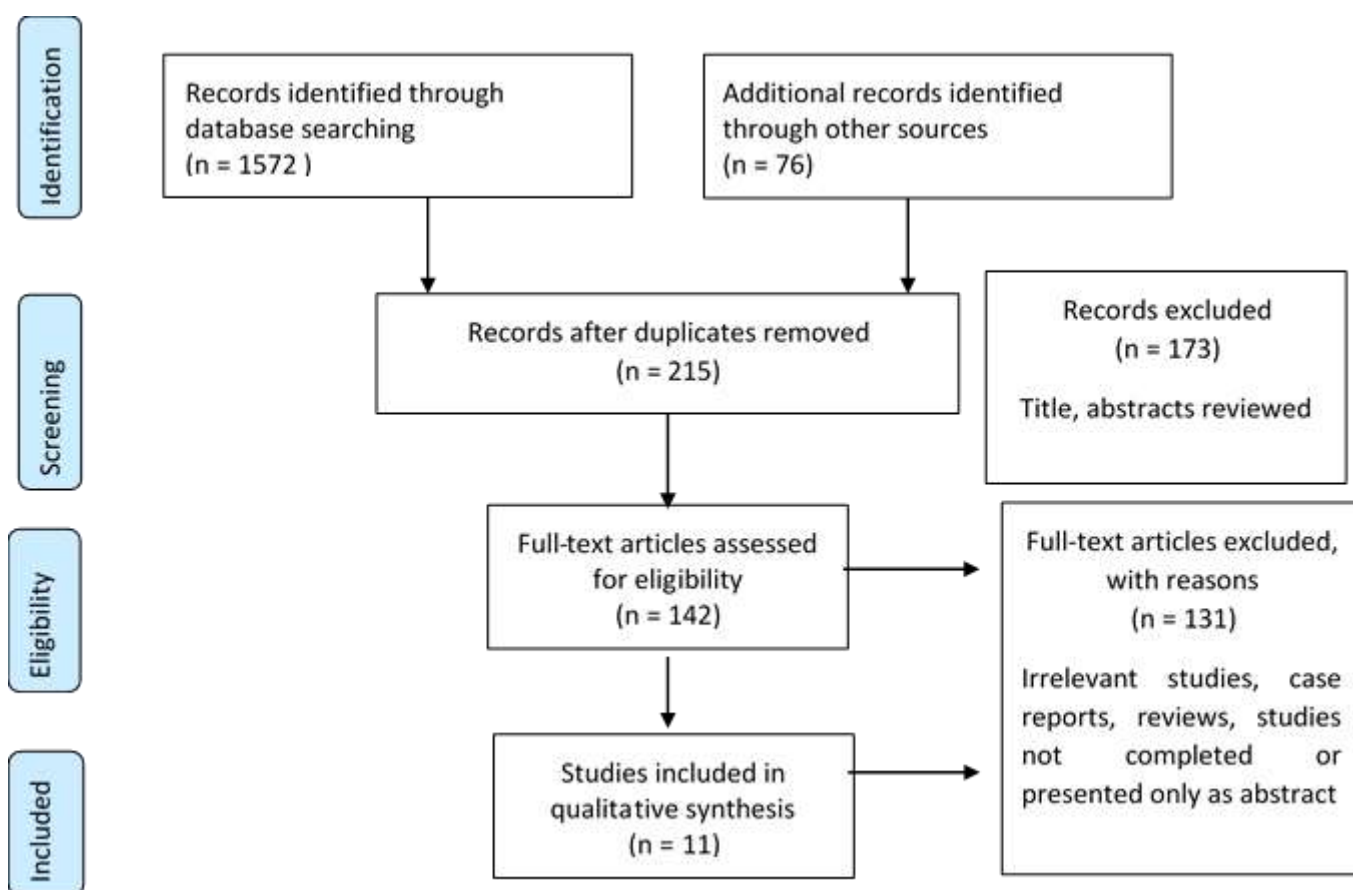 Identification
Records identified through
database searching
(n = 1572 )
Additional records identified
through other sources
(n = 76)
Screening
Records after duplicates removed
(n = 215)
Records excluded
(n = 173)
Title, abstracts reviewed
Eligibility
Full-text articles assessed
for eligibility
(n = 142)
Full-text articles excluded,
with reasons
(n = 131)
Irrelevant studies, case
reports, reviews, studies
not completed or
presented only as abstract
Included
Studies included in
qualitative synthesis
(n = 11)